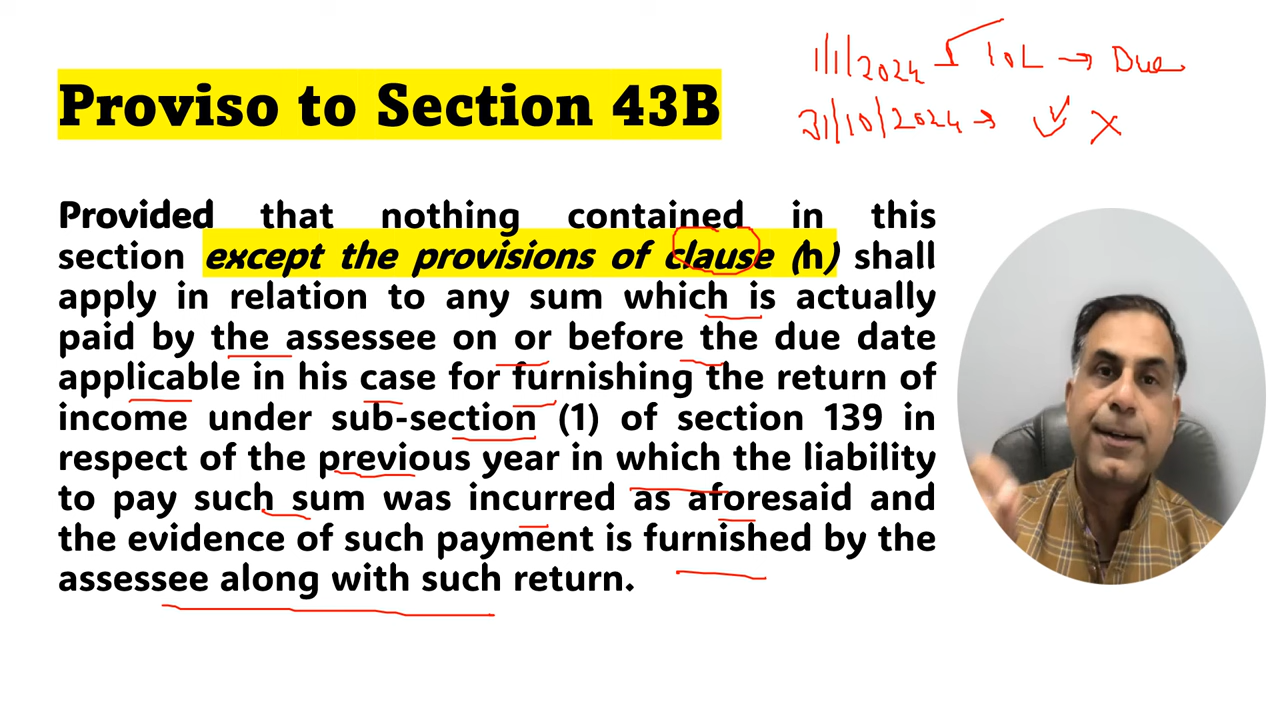 1/1/2024 10L → Due
Proviso to Section 43B
31/10/2024 → ✓ X
Provided that nothing contained in this
section except the provisions of clause (h) shall
apply in relation to any sum which is actually
paid by the assessee on or before the due date
applicable in his case for furnishing the return of
income under sub-section (1) of section 139 in
respect of the previous year in which the liability
to pay such sum was incurred as aforesaid and
the evidence of such payment is furnished by the
assessee along with such return.